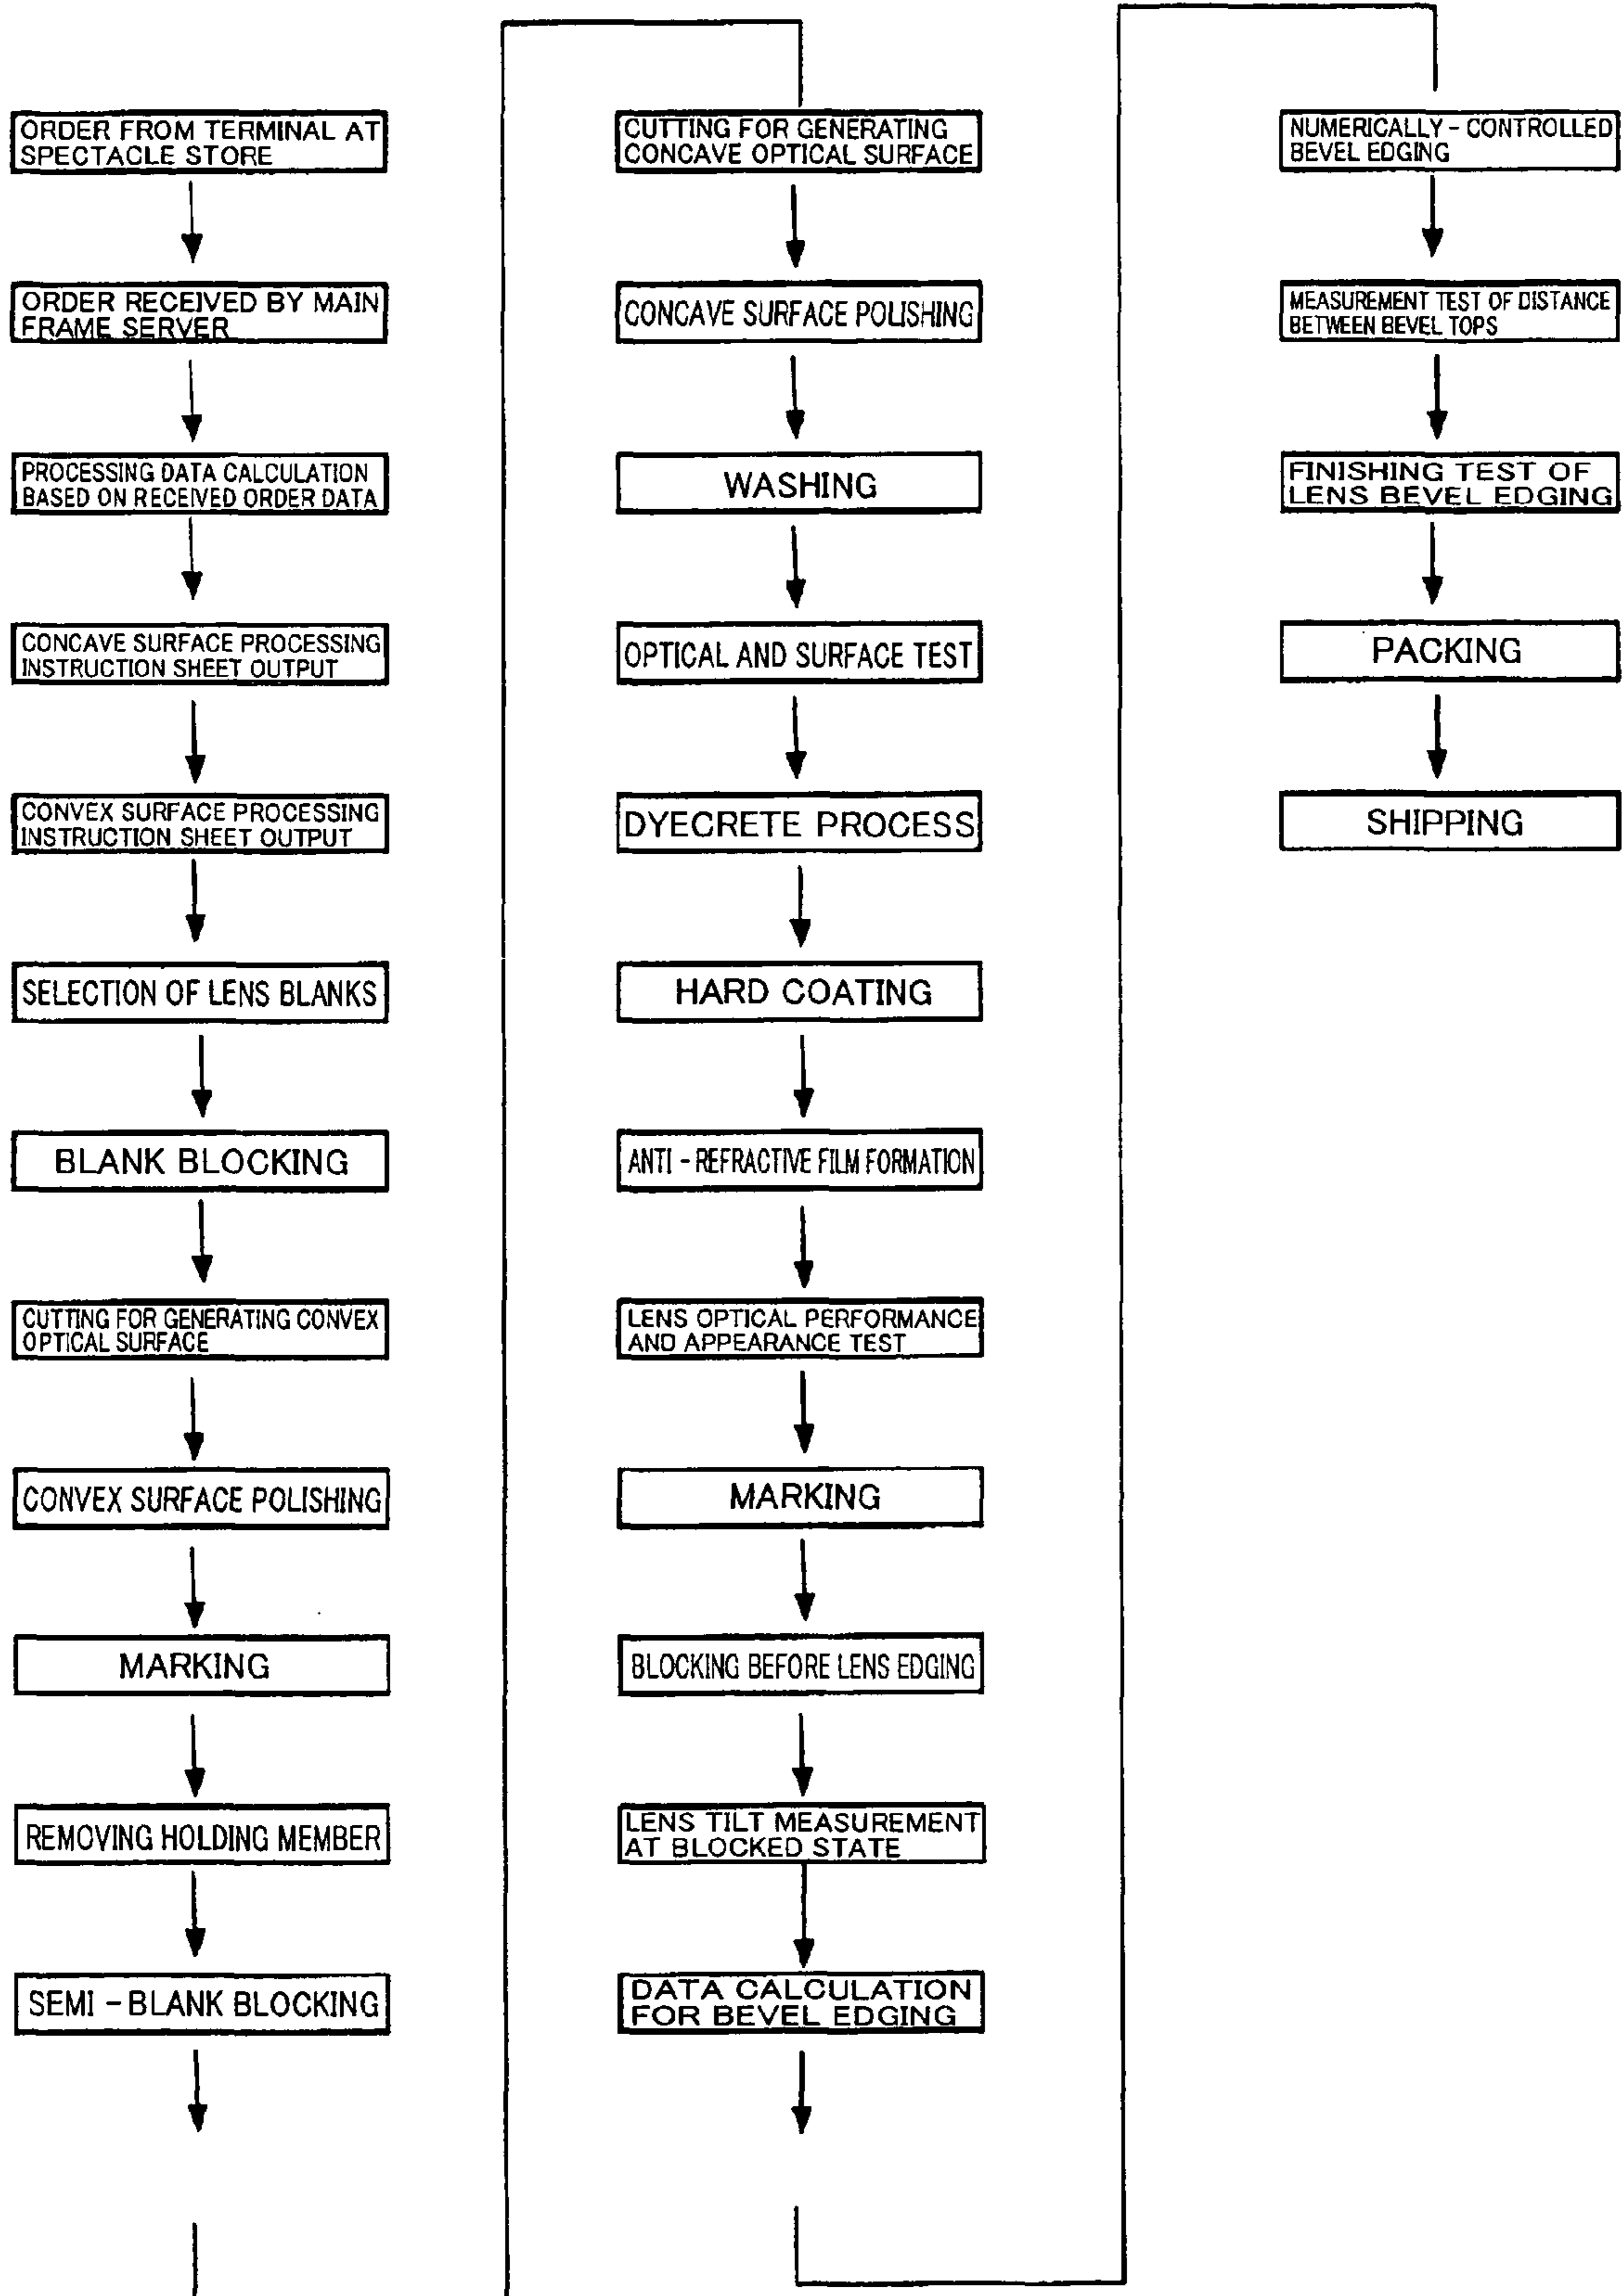 ORDER FROM TERMINAL AT
SPECTACLE STORE
ORDER RECEIVED BY MAIN
FRAME SERVER
PROCESSING DATA CALCULATION
BASED ON RECEIVED ORDER DATA
CONCAVE SURFACE PROCESSING
INSTRUCTION SHEET OUTPUT
CONVEX SURFACE PROCESSING
INSTRUCTION SHEET OUTPUT
SELECTION OF LENS BLANKS
BLANK BLOCKING
CUTTING FOR GENERATING CONVEX
OPTICAL SURFACE
CONVEX SURFACE POLISHING
MARKING
REMOVING HOLDING MEMBER
SEMI - BLANK BLOCKING
CUTTING FOR GENERATING
CONCAVE OPTICAL SURFACE
CONCAVE SURFACE POLISHING
WASHING
OPTICAL AND SURFACE TEST
DYECRETE PROCESS
HARD COATING
ANTI - REFRACTIVE FILM FORMATION
LENS OPTICAL PERFORMANCE
AND APPEARANCE TEST
MARKING
BLOCKING BEFORE LENS EDGING
LENS TILT MEASUREMENT
AT BLOCKED STATE
DATA CALCULATION
FOR BEVEL EDGING
NUMERICALLY - CONTROLLED
BEVEL EDGING
MEASUREMENT TEST OF DISTANCE
BETWEEN BEVEL TOPS
FINISHING TEST OF
LENS BEVEL EDGING
PACKING
SHIPPING